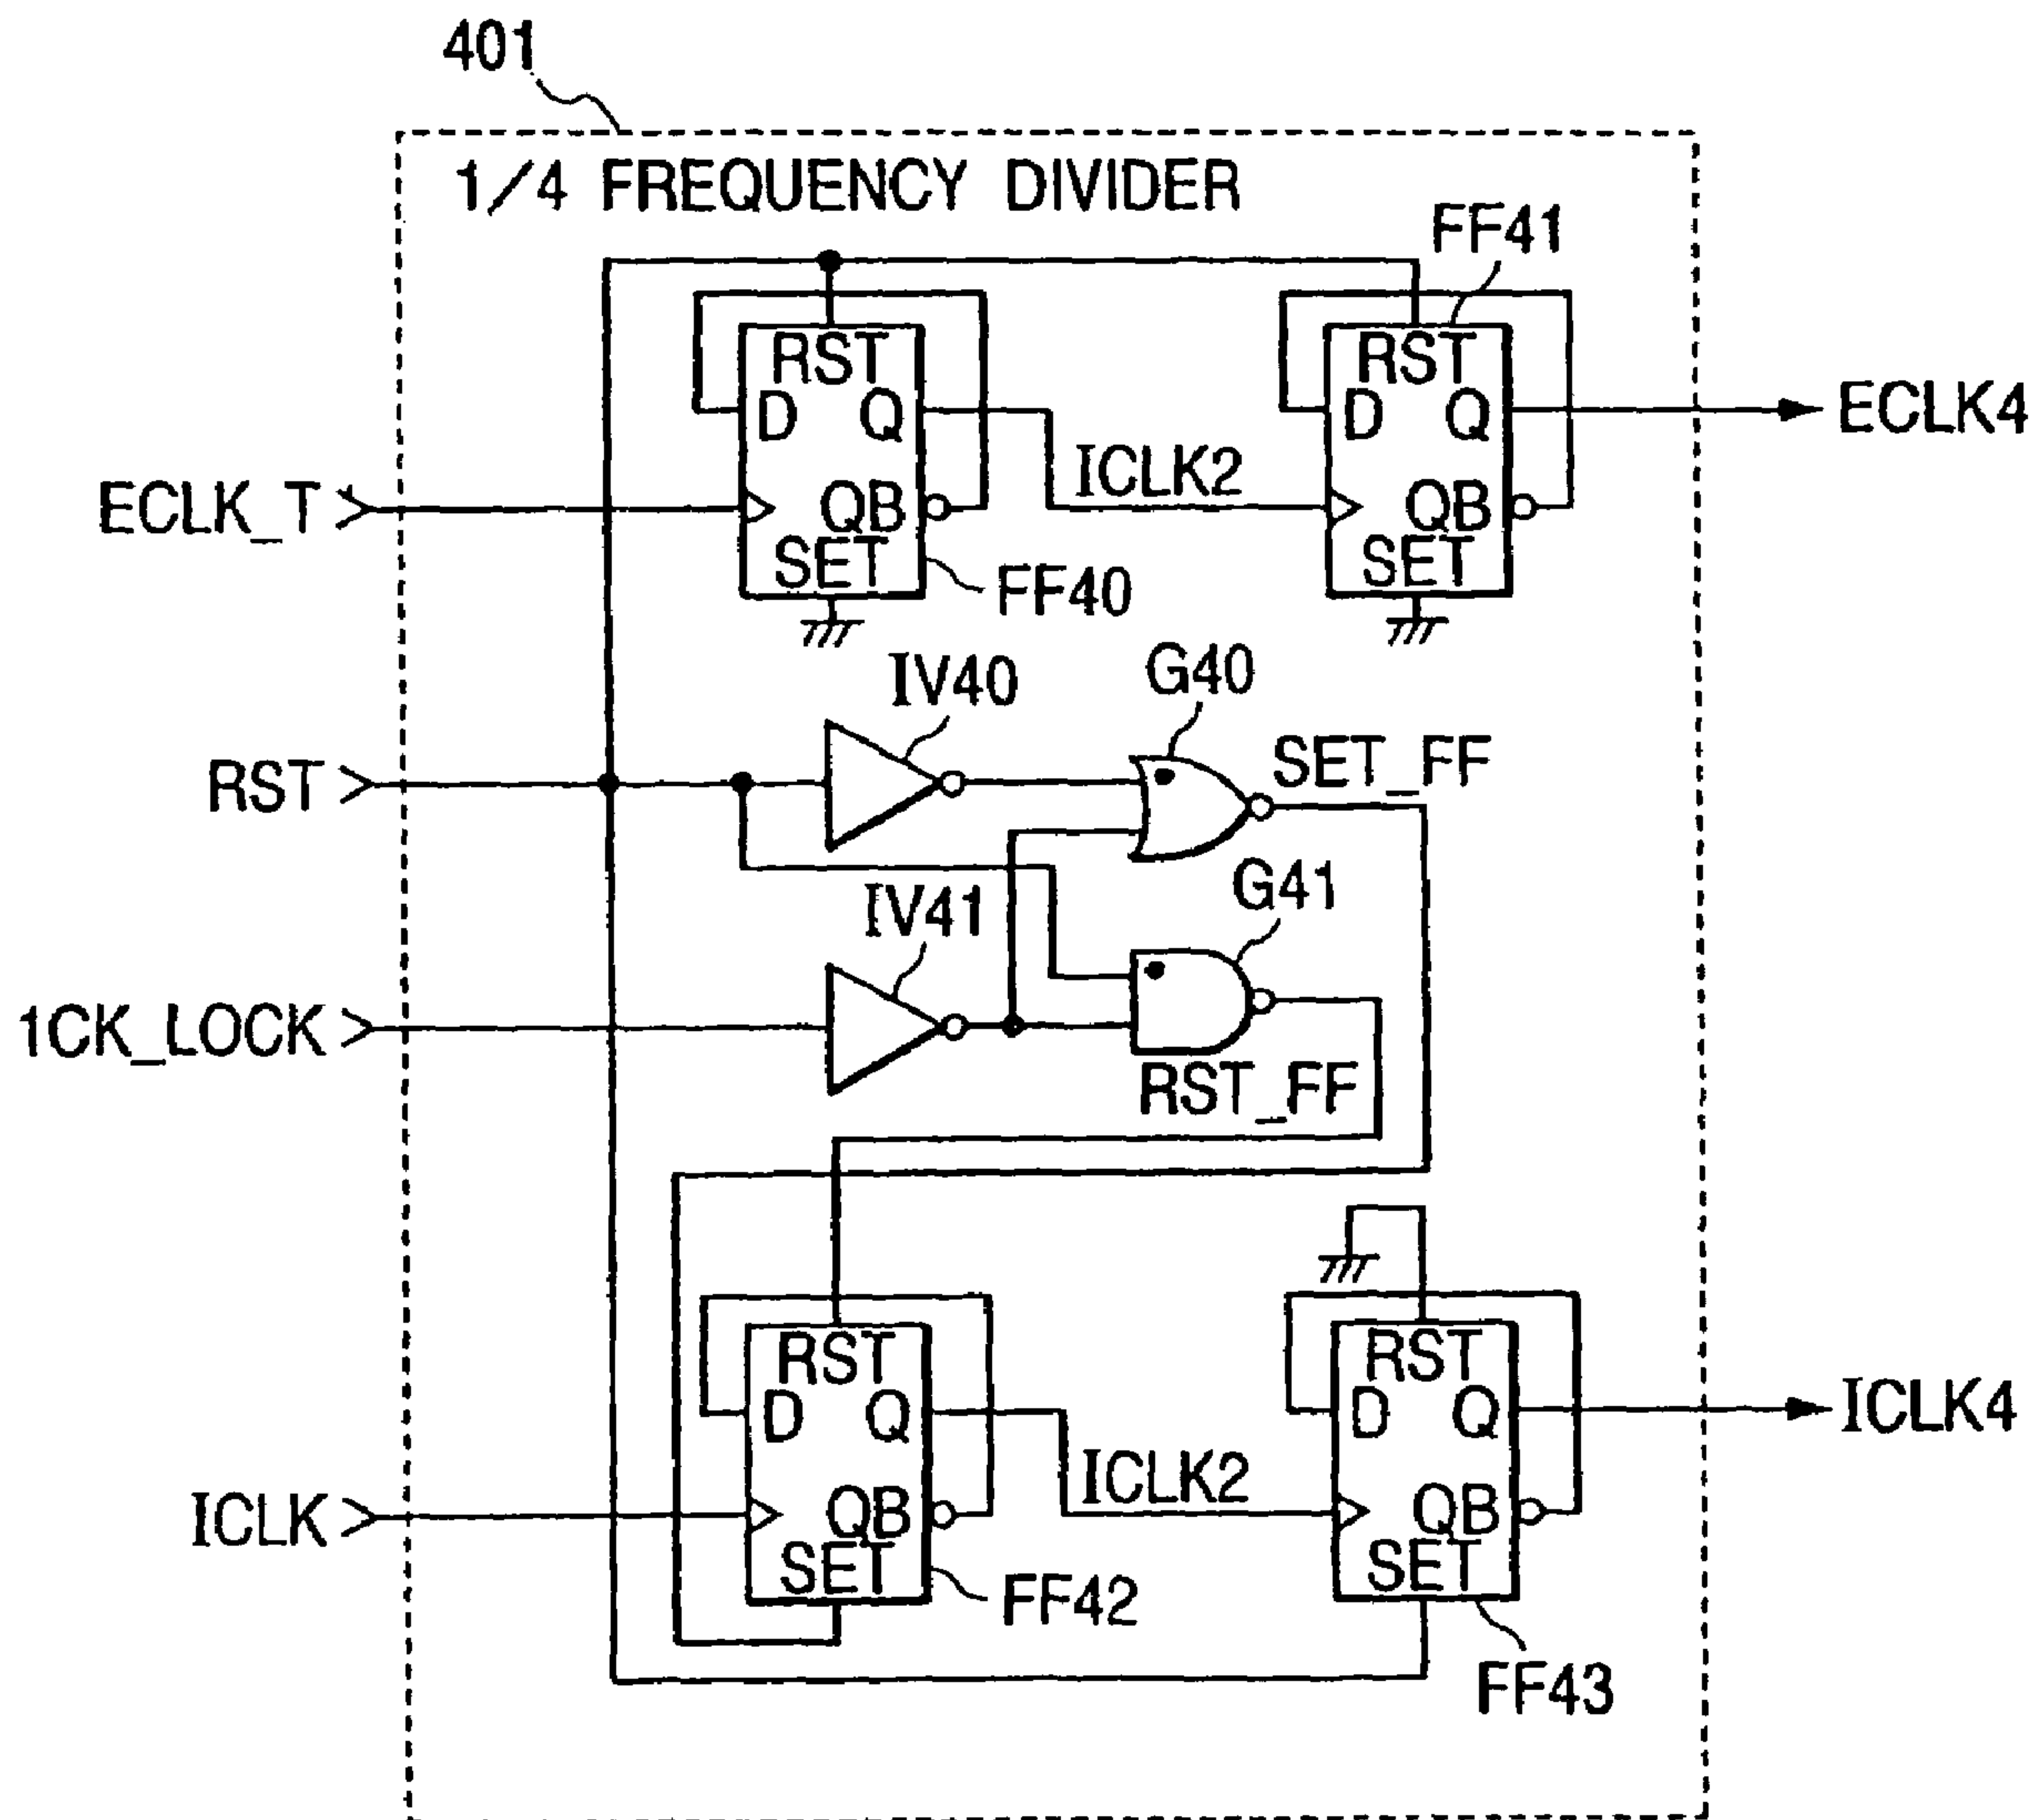 401
1/4 FREQUENCY DIVIDER
FF41
RST
D Q
QB
SET
FF40
ICLK2
RST
D Q
QB
SET
ECLK4
ECLK_T
IV40
G40
SET_FF
RST
IV41
G41
1CK_LOCK
RST_FF
RST
D Q
QB
SET
FF42
ICLK2
RST
D Q
QB
SET
FF43
ICLK4
ICLK